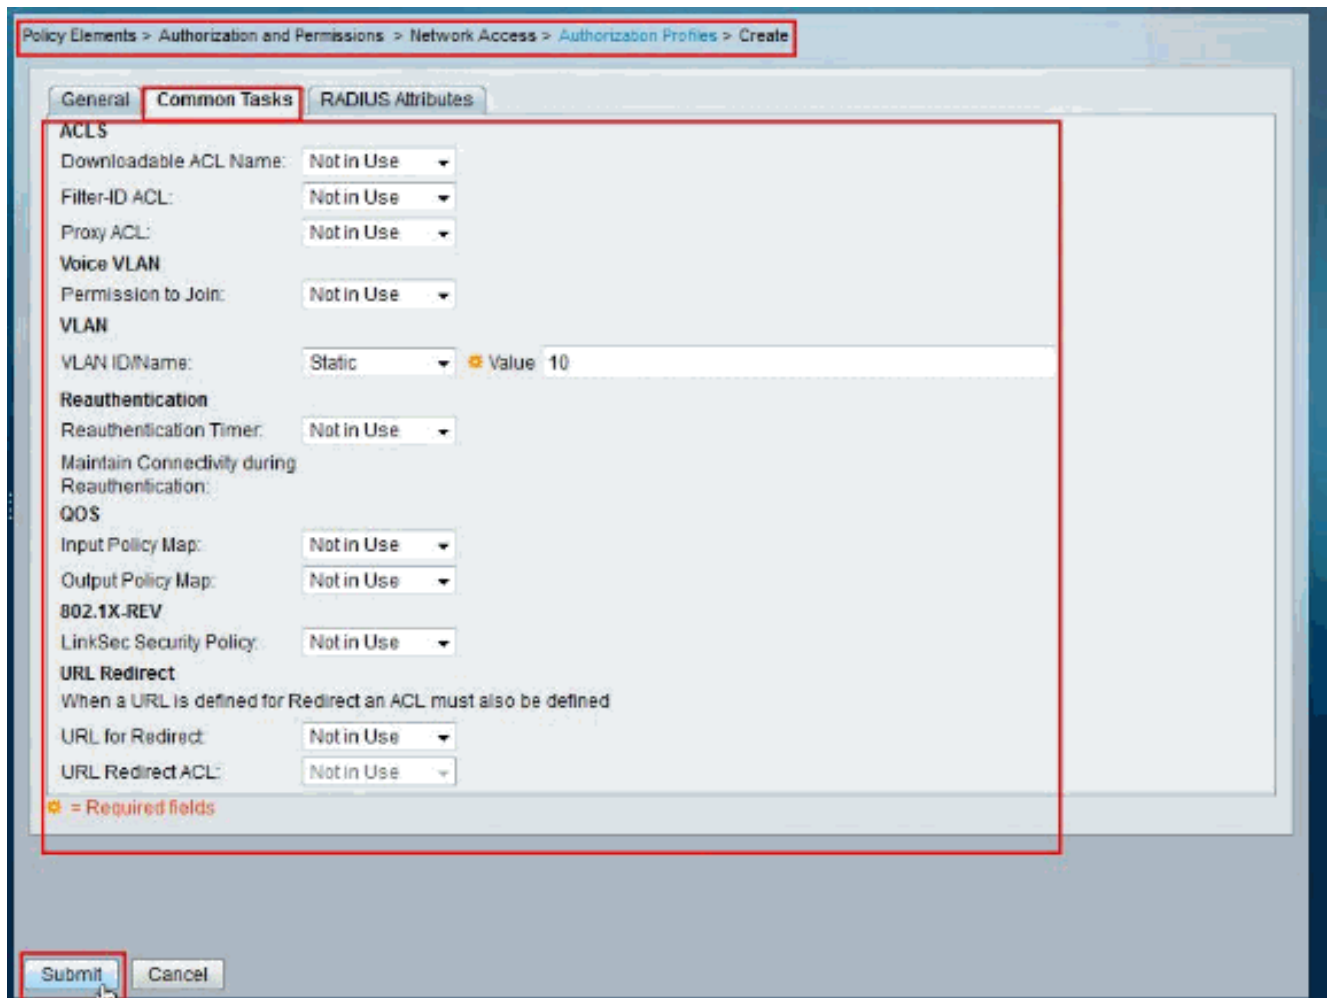 Policy Elements > Authorization and Permissions > Network Access > Authorization Profiles > Create
General Common Tasks RADIUS Attributes
ACLS
Downloadable ACL Name: Not in Use
Filter-ID ACL: Not in Use
Proxy ACL: Not in Use
Voice VLAN
Permission to Join: Not in Use
VLAN
VLAN ID/Name: Static Value 10
Reauthentication
Reauthentication Timer: Not in Use
Maintain Connectivity during
Reauthentication:
QOS
Input Policy Map: Not in Use
Output Policy Map: Not in Use
802.1X-REV
LinkSec Security Policy: Not in Use
URL Redirect
When a URL is defined for Redirect an ACL must also be defined
URL for Redirect: Not in Use
URL Redirect ACL: Not in Use
= Required fields
Submit Cancel